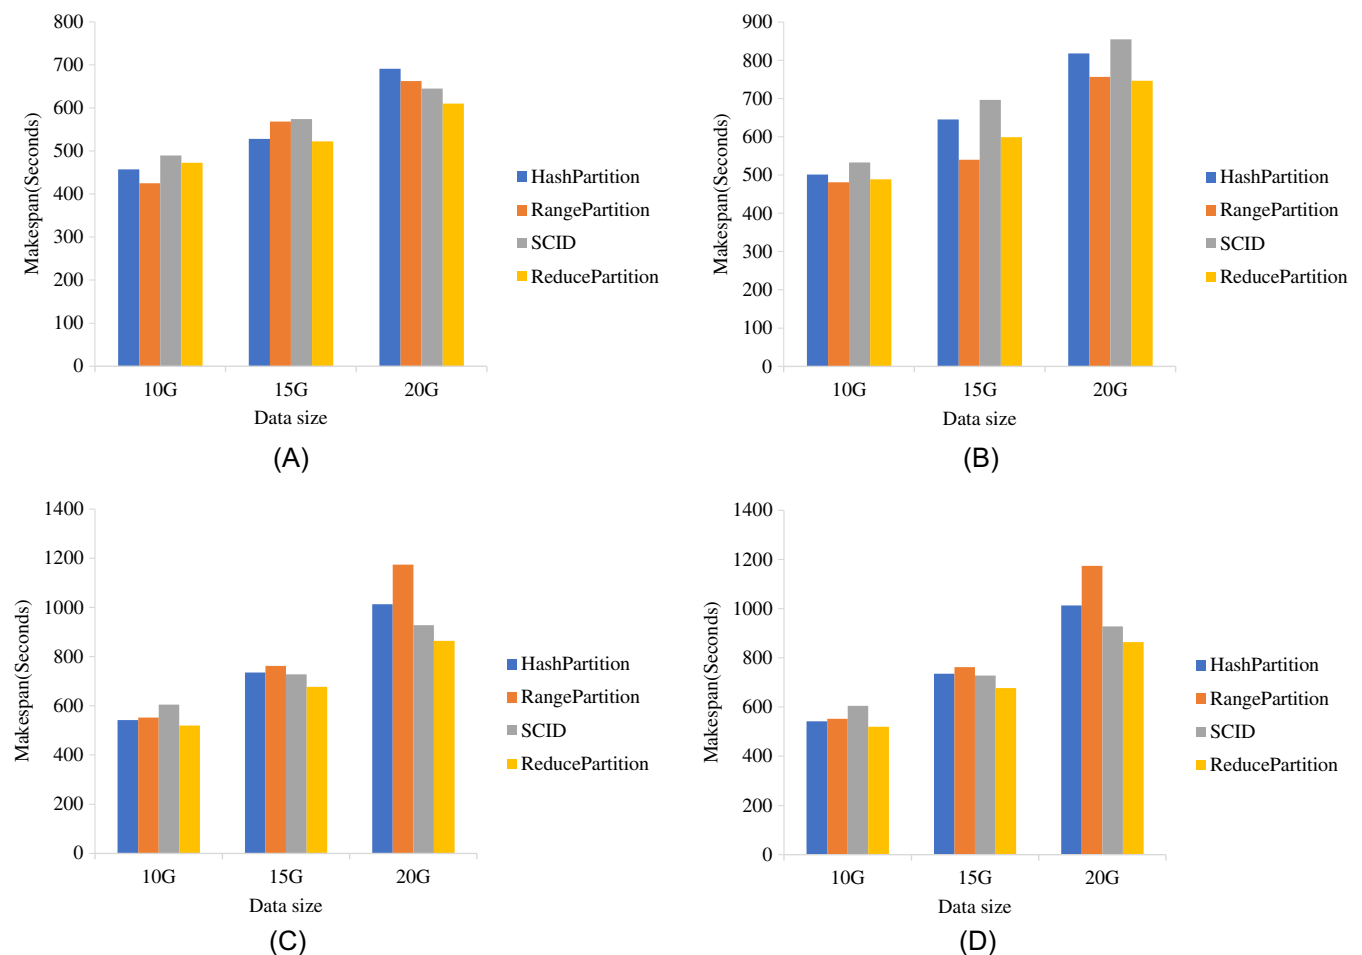 800
700
600
500
400
300
200
100
0
Makespan(Seconds)
10G 15G 20G
Data size
HashPartition
RangePartition
SCID
ReducePartition
(A)
900
800
700
600
500
400
300
200
100
0
Makespan(Seconds)
10G 15G 20G
Data size
HashPartition
RangePartition
SCID
ReducePartition
(B)
1400
1200
1000
800
600
400
200
0
Makespan(Seconds)
10G 15G 20G
Data size
HashPartition
RangePartition
SCID
ReducePartition
(C)
1400
1200
1000
800
600
400
200
0
Makespan(Seconds)
10G 15G 20G
Data size
HashPartition
RangePartition
SCID
ReducePartition
(D)